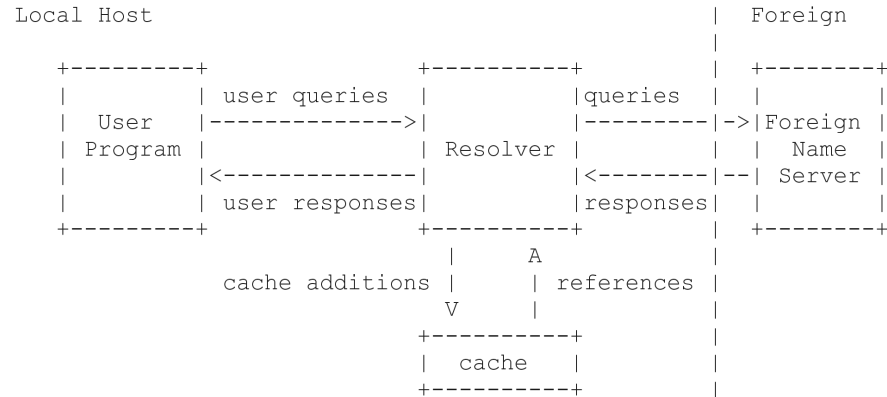 Local Host | Foreign
|
+---------+ +----------+ | +--------+
| | user queries | |queries | | |
| User |-------------->| |---------|->|Foreign |
| Program | | Resolver | | | Name |
| |<--------------| |<--------|--| Server |
| | user responses| |responses| | |
+---------+ +----------+ | +--------+
| A |
cache additions | | references |
V | |
+----------+ |
| cache | |
+----------+ |